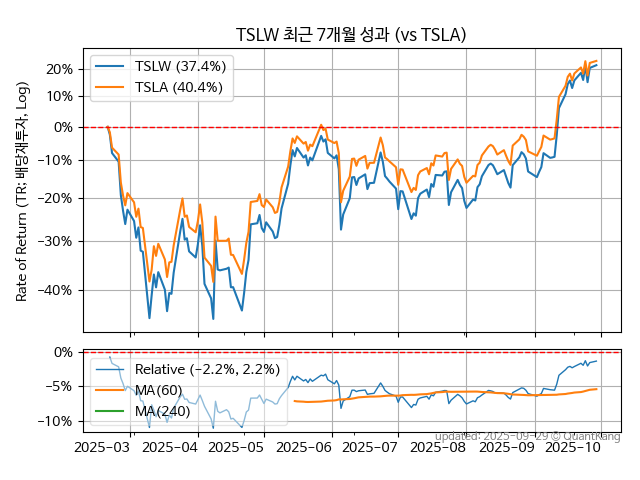 TSLW 최근 7개월 성과 (vs TSLA)
Rate of Return (TR: 배당재투자, Log)
TSLW (37.4%)
TSLA (40.4%)
20%
10%
0%
−10%
−20%
−30%
−40%
0%
−5%
−10%
Relative (−2.2%, 2.2%)
MA(60)
MA(240)
updated: 2025-09-29 © QuantKang
2025-03 2025-04 2025-05 2025-06 2025-07 2025-08 2025-09 2025-10